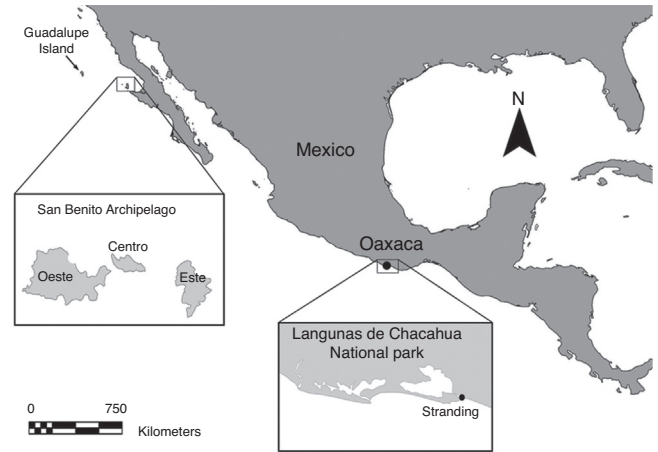 Guadalupe
Island
N
Mexico
San Benito Archipelago
Centro
Oeste
Este
Oaxaca
Langunas de Chacahua
National park
Stranding
0 750
Kilometers